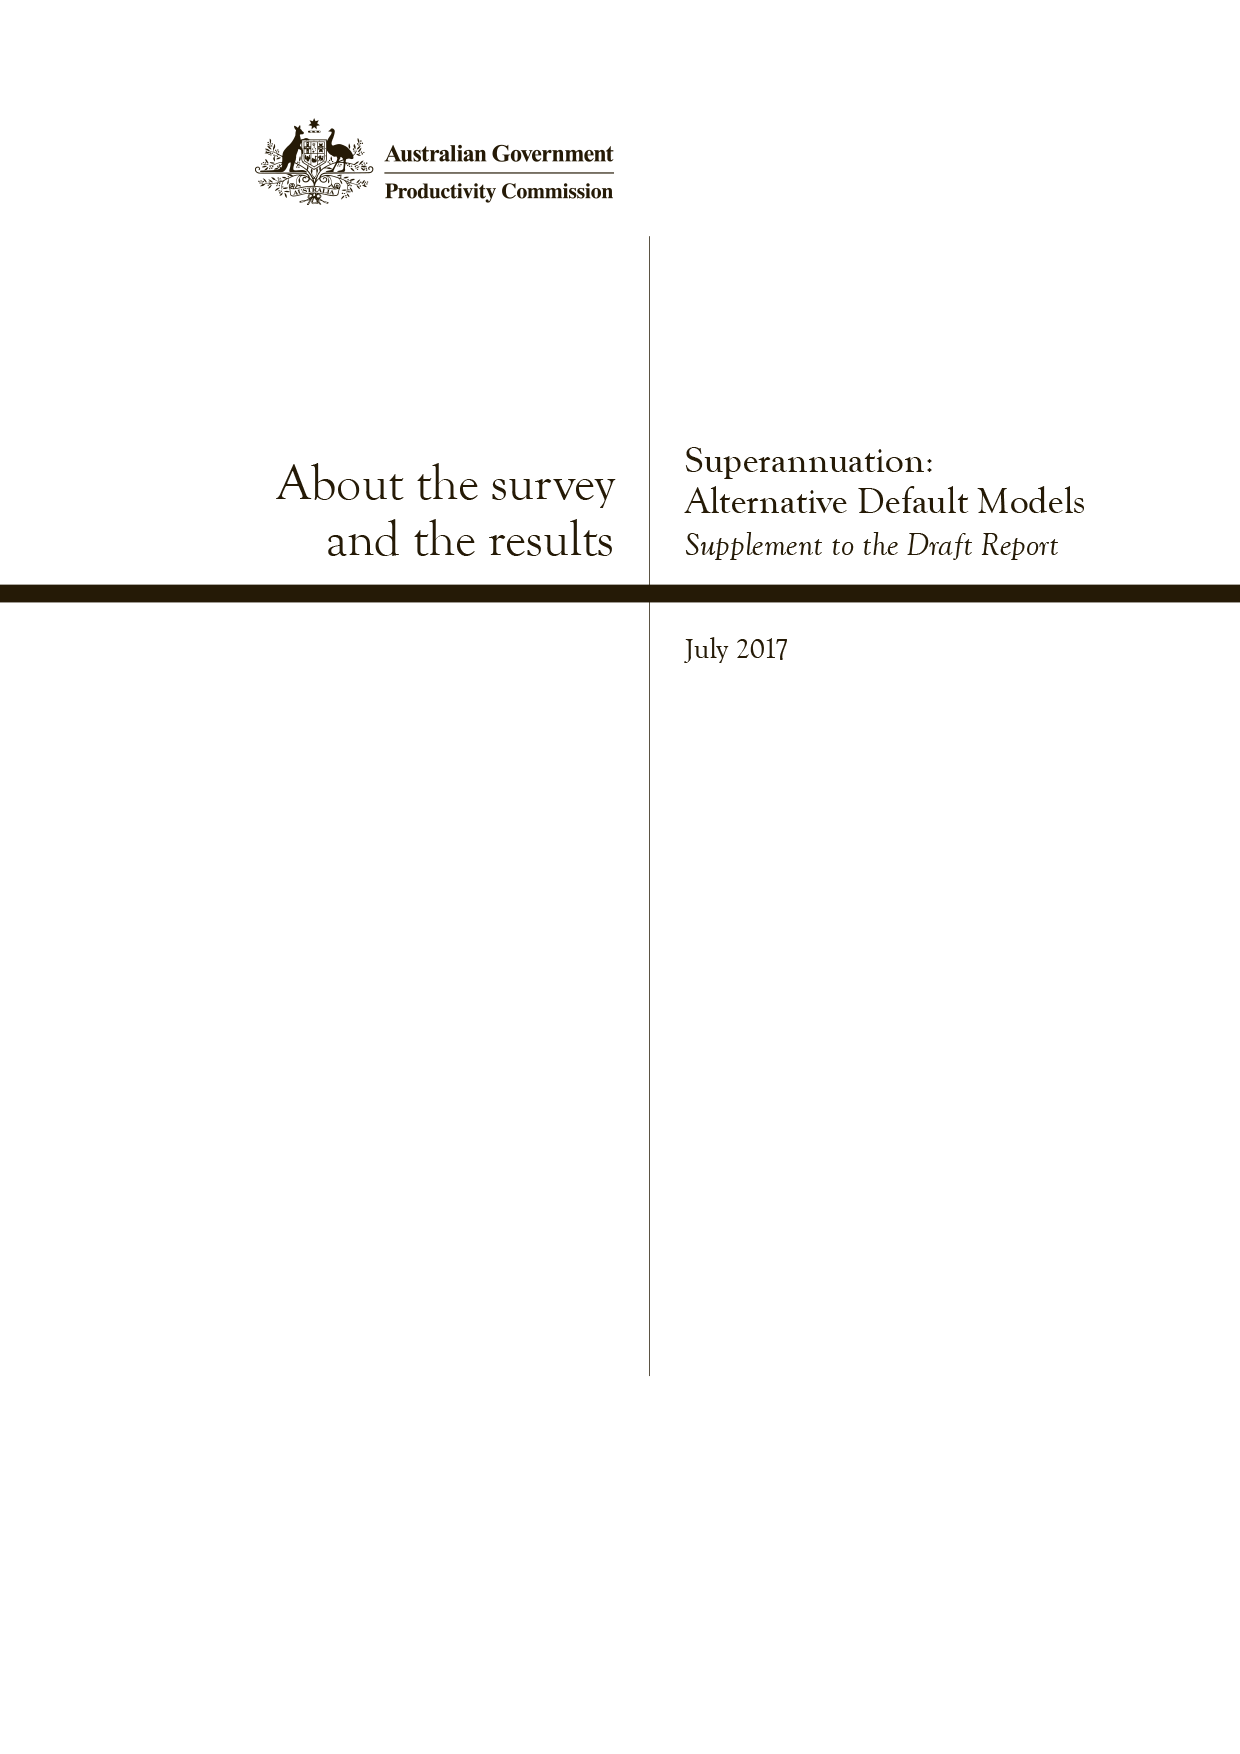 AUSTRALIA
Australian Government
Productivity Commission
About the survey
and the results
Superannuation:
Alternative Default Models
Supplement to the Draft Report
July 2017